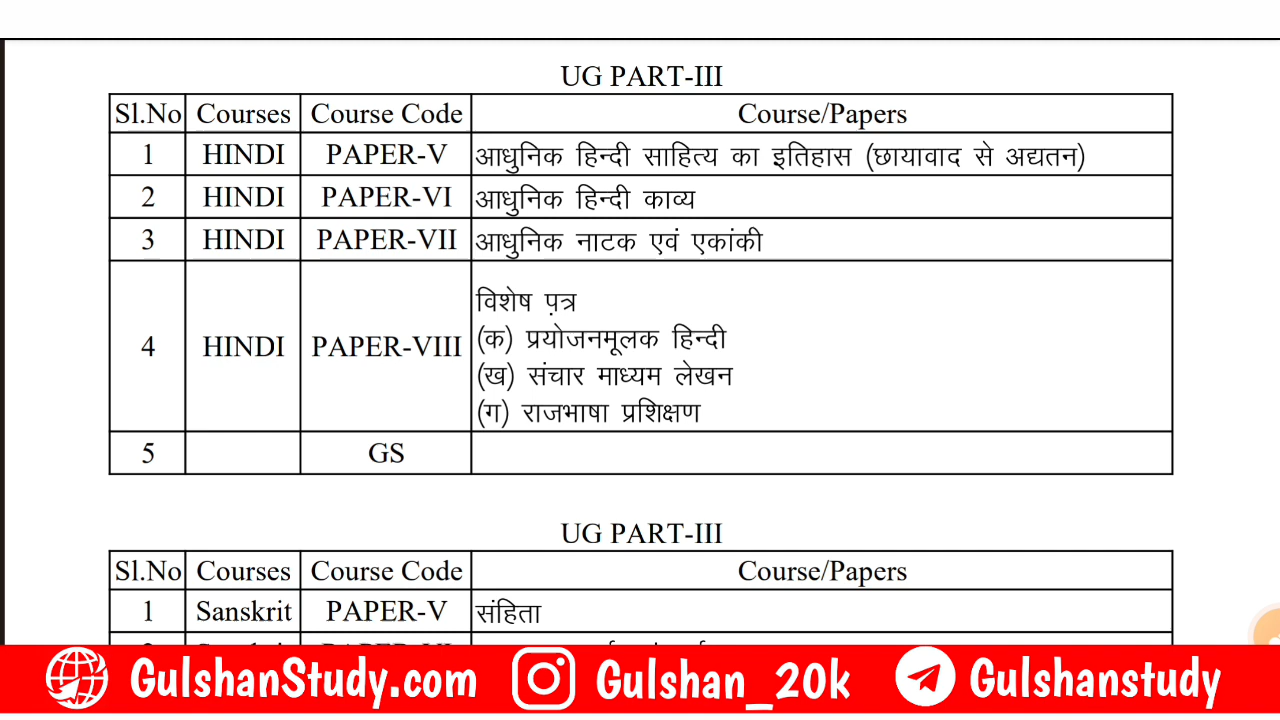 UG PART-III
Sl.No Courses Course Code Course/Papers
1 HINDI PAPER-V आधुनिक हिन्दी साहित्य का इतिहास (छायावाद से अद्यतन)
2 HINDI PAPER-VI आधुनिक हिन्दी काव्य
3 HINDI PAPER-VII आधुनिक नाटक एवं एकांकी
4 HINDI PAPER-VIII विशेष प़त्र
(क) प्रयोजनमूलक हिन्दी
(ख) संचार माध्यम लेखन
(ग) राजभाषा प्रशिक्षण
5 GS
UG PART-III
Sl.No Courses Course Code Course/Papers
1 Sanskrit PAPER-V संहिता
GulshanStudy.com Gulshan_20k Gulshanstudy